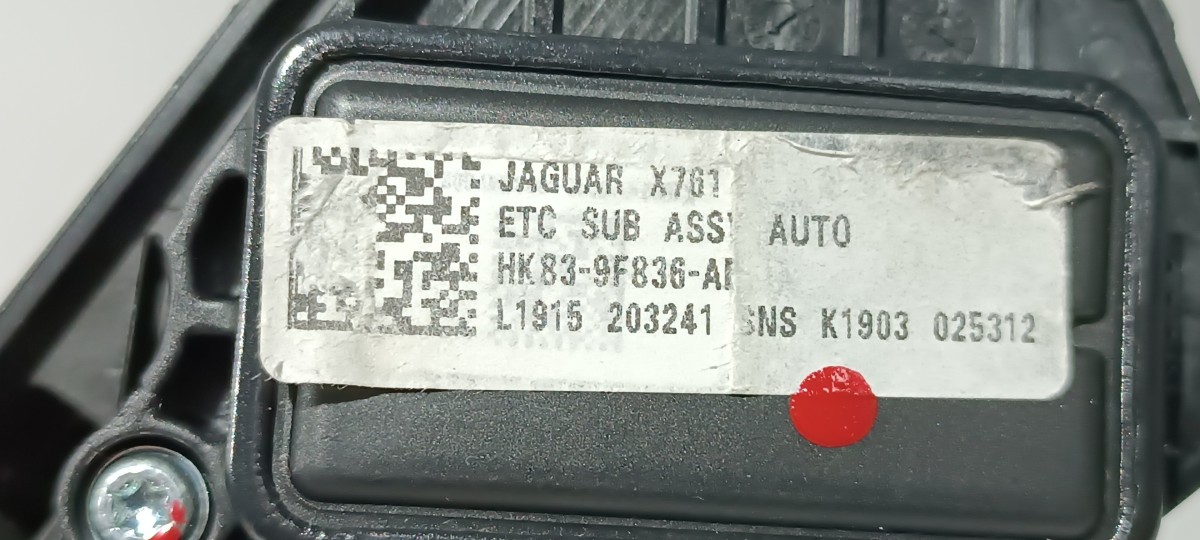 JAGUAR X761
ETC SUB ASSY AUTO
HK83-9F836-A
L1915 203241 SNS K1903 025312